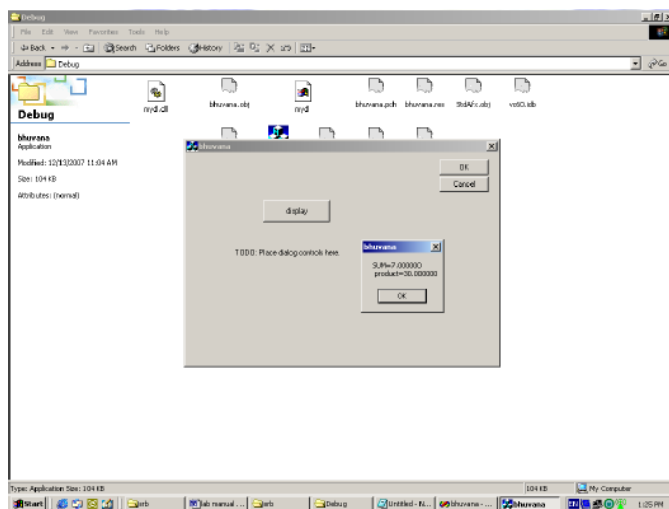 Debug
File Edit View Favorites Tools Help
Back Search Folders History
Address Debug Go
Debug
bhuvana
Application
Modified: 12/13/2007 11:04 AM
Size: 104 KB
Attributes: (normal)
myd.dll
bhuvana.obj
myd
bhuvana.pch
bhuvana.res
StdAfx.obj
vc60.idb
bhuvana
OK
Cancel
display
TODO: Place dialog controls here.
bhuvana
SUM=7.000000
product=30.000000
OK
Type: Application Size: 104 KB
104 KB My Computer
Start
lab manual ...
Debug
Untitled - N...
bhuvana - ...
bhuvana
1:25 PM